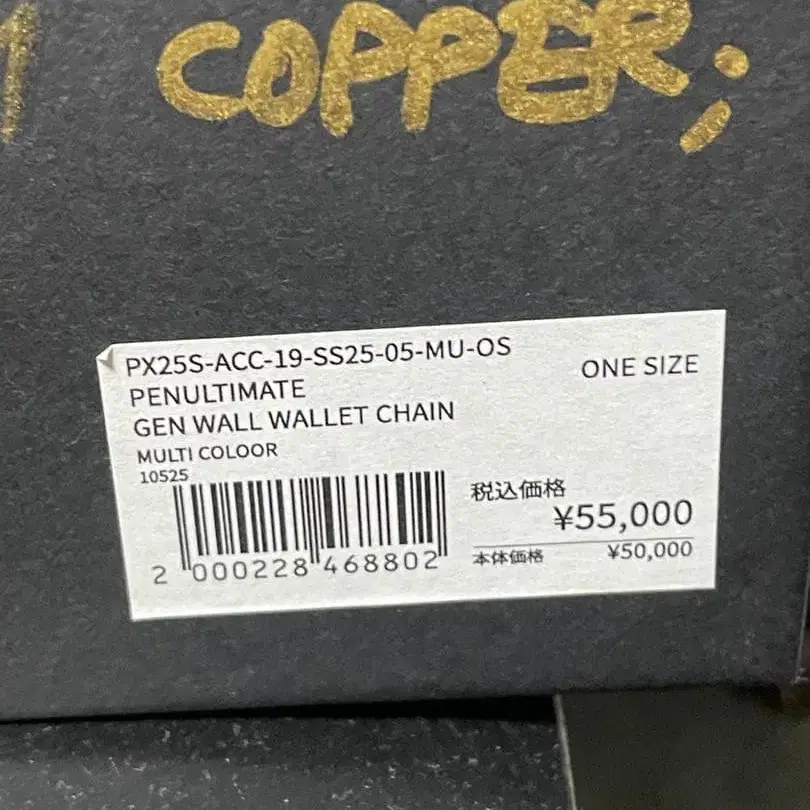 COPPER;
PX25S-ACC-19-SS25-05-MU-OS
ONE SIZE
PENULTIMATE
GEN WALL WALLET CHAIN
MULTI COLOOR
10525
税込価格
¥55,000
本体価格 ¥50,000
2 000228 468802